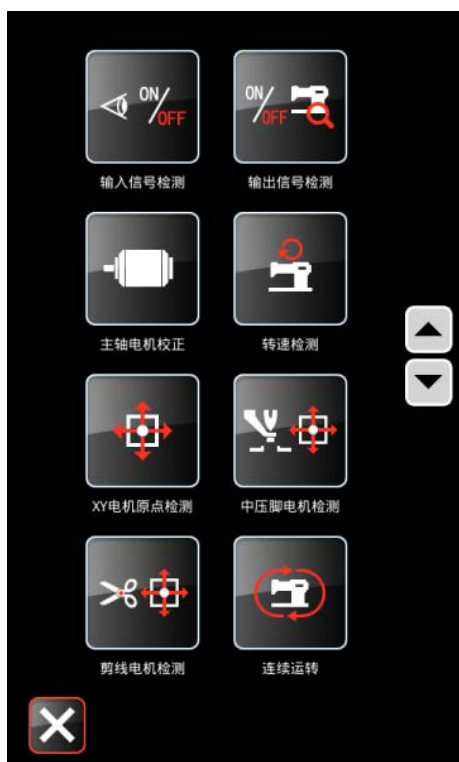 ON/OFF
ON/OFF
输入信号检测
输出信号检测
主轴电机校正
转速检测
XY电机原点检测
中压脚电机检测
剪线电机检测
连续运转